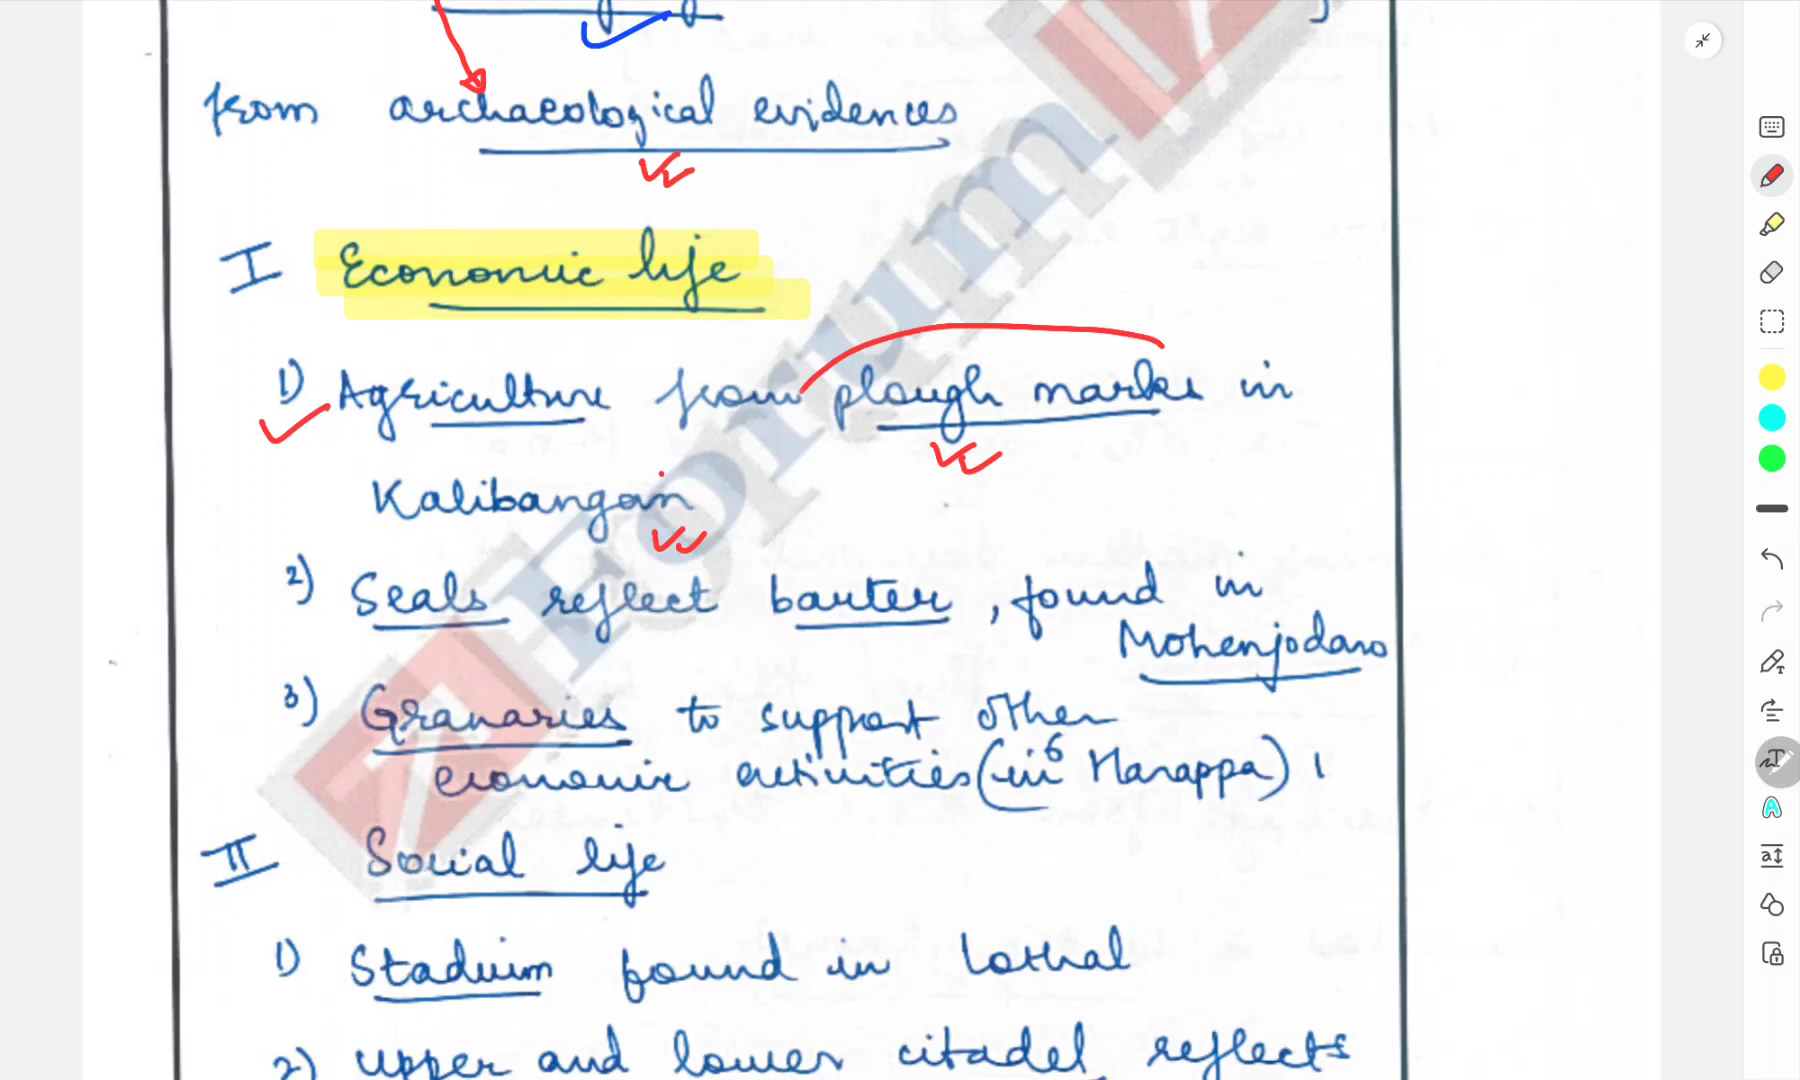 from archaeological evidences
I Economic life
1) Agriculture from plough marks in
Kalibangan
2) Seals reflect barter, found in
Mohenjodaro
3) Granaries to support other
economic activities (in 6 Harappa)
II Social life
1) Stadium found in Lothal
2) Upper and lower citadel reflects
Forum